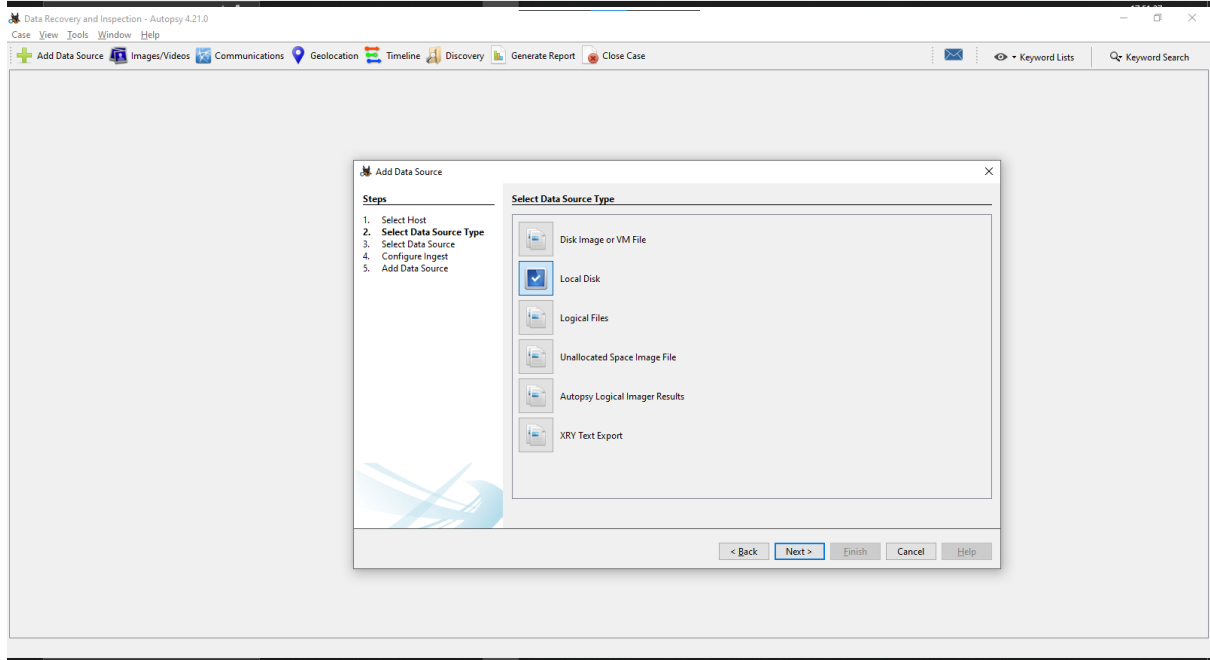 Data Recovery and Inspection - Autopsy 4.21.0
Case View Tools Window Help
Add Data Source Images/Videos Communications Geolocation Timeline Discovery Generate Report Close Case Keyword Lists Keyword Search
Add Data Source
Steps
1. Select Host
2. Select Data Source Type
3. Select Data Source
4. Configure Ingest
5. Add Data Source
Select Data Source Type
Disk Image or VM File
Local Disk
Logical Files
Unallocated Space Image File
Autopsy Logical Imager Results
XRY Text Export
< Back Next > Finish Cancel Help